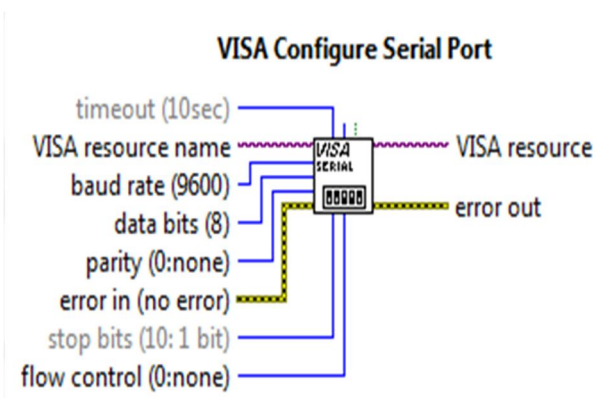 VISA Configure Serial Port
timeout (10sec)
VISA resource name
VISA resource
VISA
SERIAL
baud rate (9600)
error out
data bits (8)
parity (0:none)
error in (no error)
stop bits (10: 1 bit)
flow control (0:none)